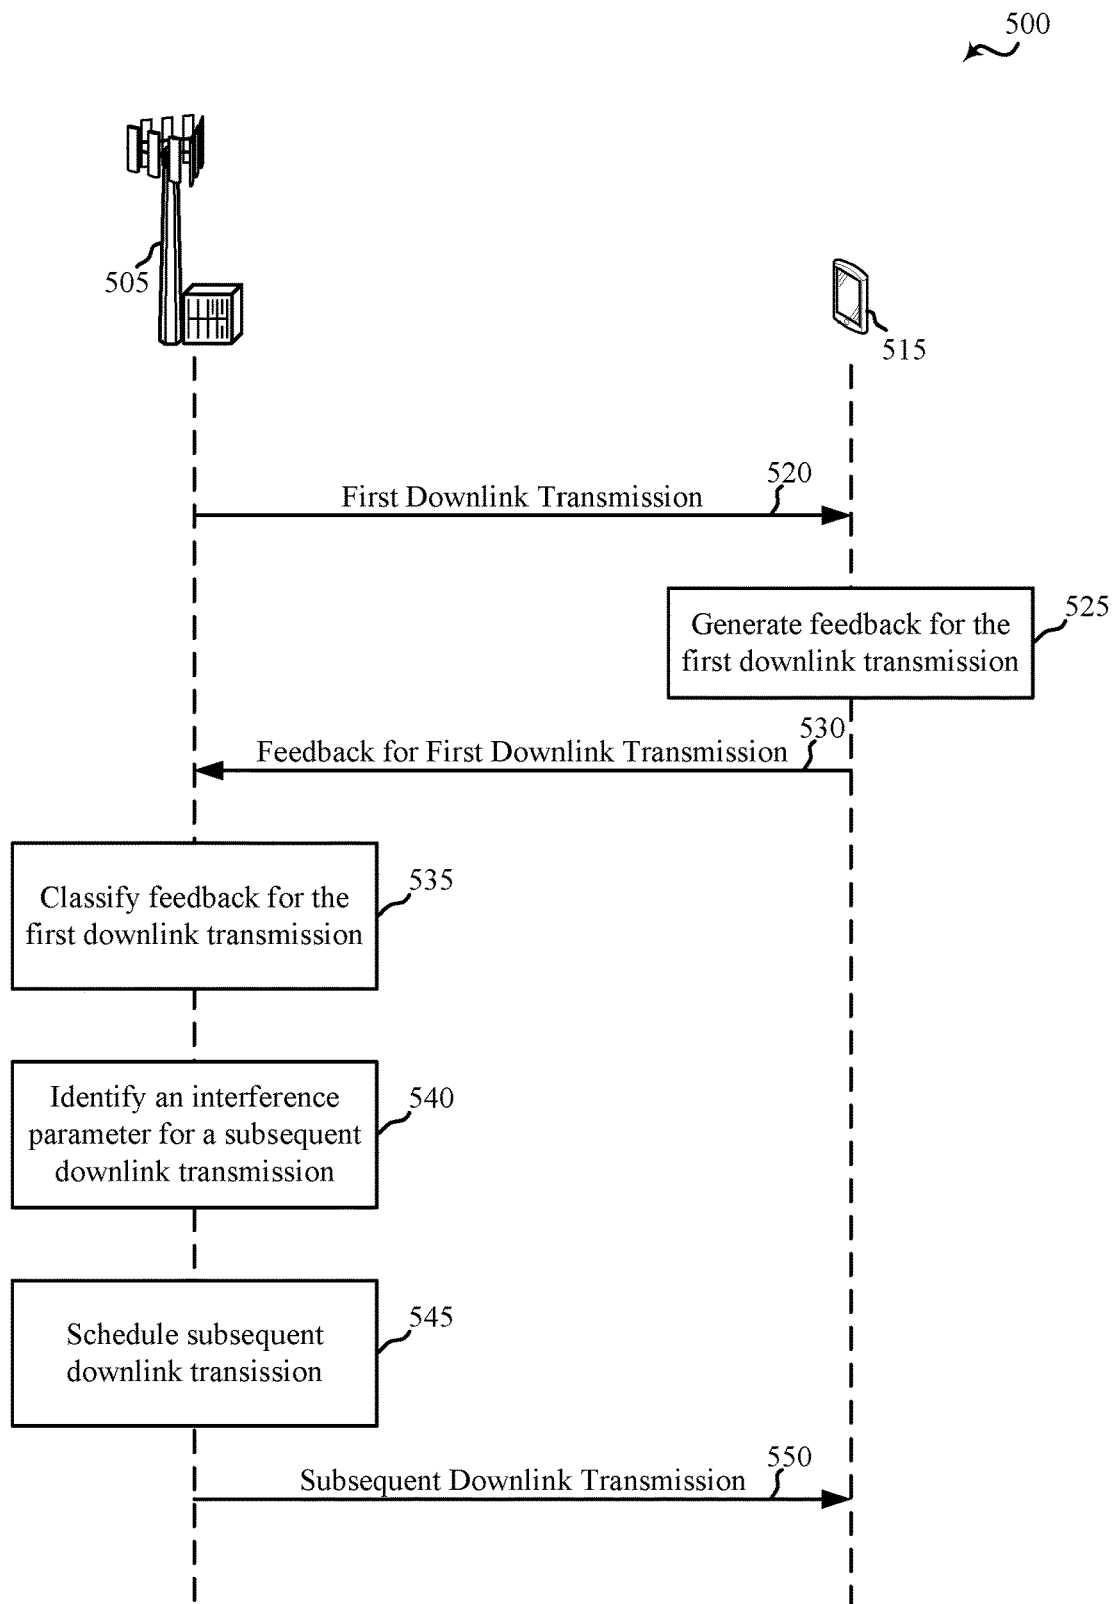 500
505
515
520
First Downlink Transmission
525
Generate feedback for the
first downlink transmission
530
Feedback for First Downlink Transmission
535
Classify feedback for the
first downlink transmission
540
Identify an interference
parameter for a subsequent
downlink transmission
545
Schedule subsequent
downlink transission
550
Subsequent Downlink Transmission